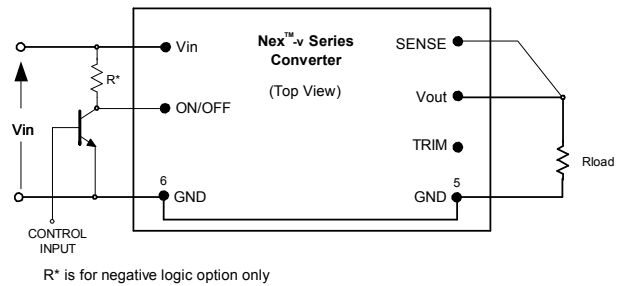 Nex™-v Series
Converter
(Top View)
Vin
ON/OFF
R*
Vin
SENSE
Vout
TRIM
Rload
6
GND
5
GND
CONTROL
INPUT
R* is for negative logic option only